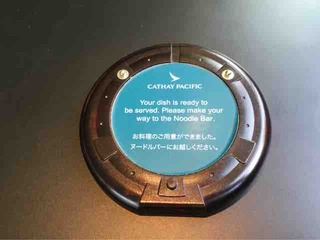 CATHAY PACIFIC
Your dish is ready to
be served. Please make your
way to the Noodle Bar.
お料理のご用意ができました。
ヌードルバーにお越しください。